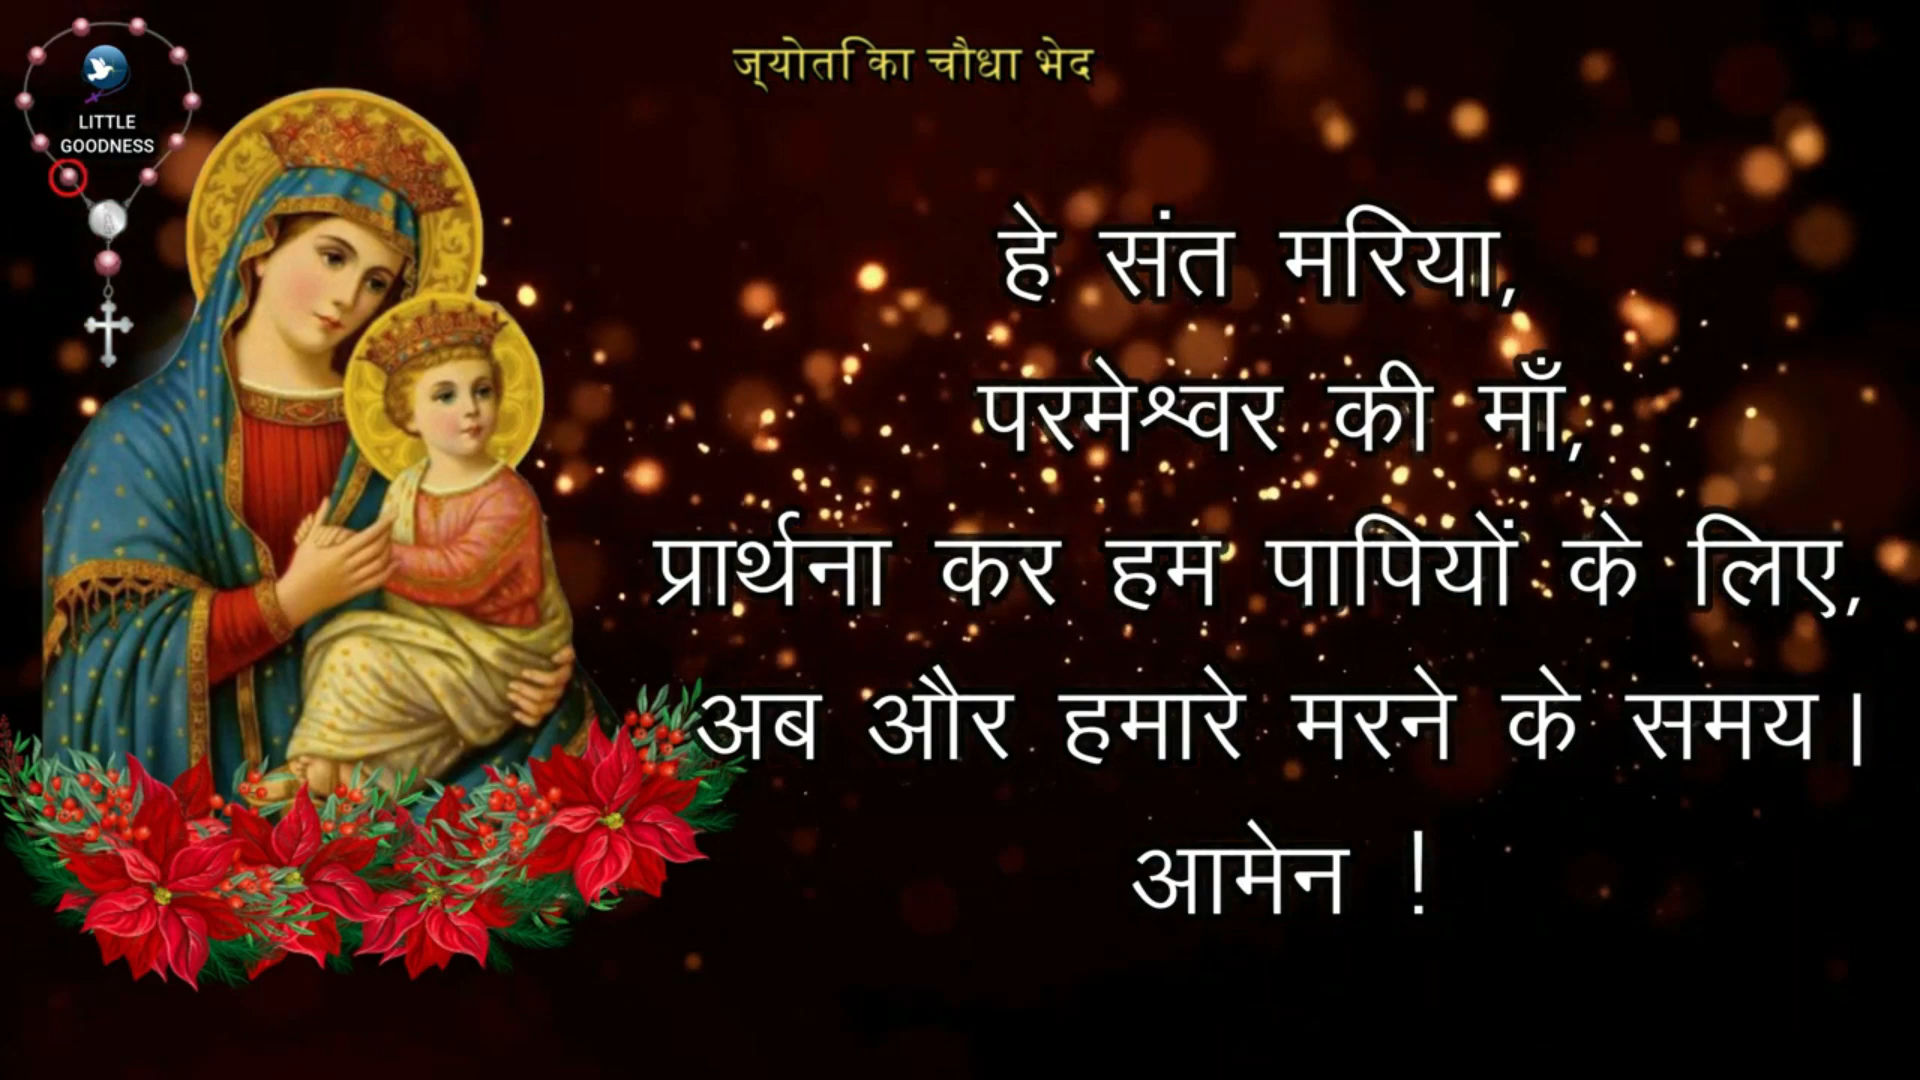 LITTLE
GOODNESS
ज्योति का चौधा भेद
हे संत मरिया,
परमेश्वर की माँ,
प्रार्थना कर हम पापियों के लिए,
अब और हमारे मरने के समय।
आमेन !